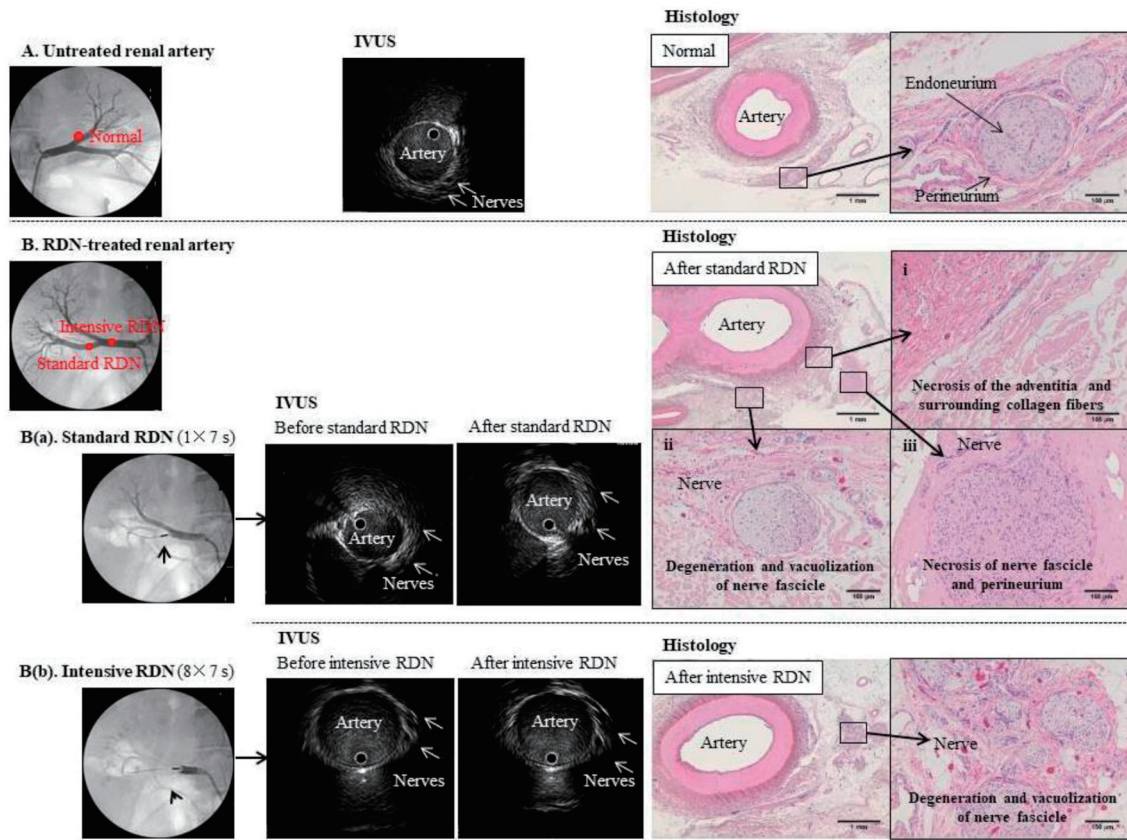 A. Untreated renal artery
IVUS
Histology
Normal
Normal
Artery
Nerves
Artery
Endoneurium
Perineurium
1 mm
100 μm
B. RDN-treated renal artery
Histology
Intensive RDN
Standard RDN
After standard RDN
Artery
1 mm
i
Necrosis of the adventitia and
surrounding collagen fibers
100 μm
IVUS
B(a). Standard RDN (1×7 s)
Before standard RDN
After standard RDN
Artery
Nerves
Artery
Nerves
ii
Nerve
Degeneration and vacuolization
of nerve fascicle
100 μm
iii
Nerve
Necrosis of nerve fascicle
and perineurium
100 μm
IVUS
Histology
B(b). Intensive RDN (8×7 s)
Before intensive RDN
After intensive RDN
After intensive RDN
Artery
Nerves
Artery
Nerves
Artery
1 mm
Nerve
Degeneration and vacuolization
of nerve fascicle
100 μm